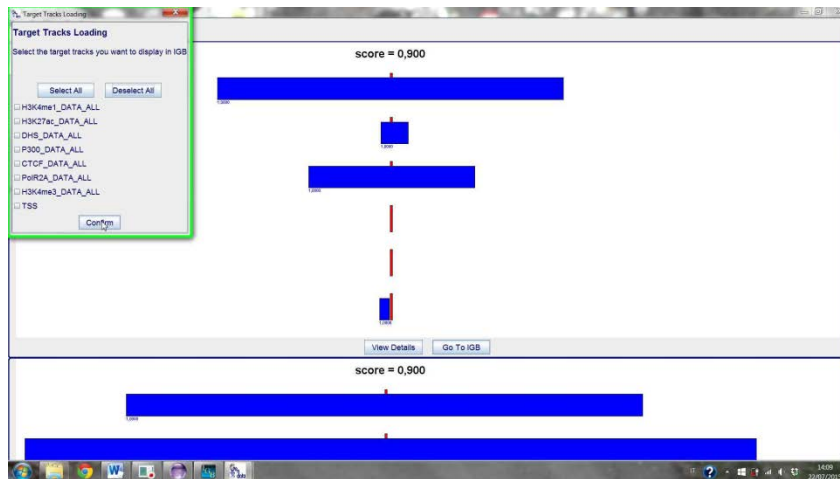 Target Tracks Loading
Target Tracks Loading
Select the target tracks you want to display in IGB
Select All
Deselect All
H3K4me1_DATA_ALL
H3K27ac_DATA_ALL
DHS_DATA_ALL
P300_DATA_ALL
CTCF_DATA_ALL
PolR2A_DATA_ALL
H3K4me3_DATA_ALL
TSS
Confirm
score = 0,900
View Details
Go To IGB
score = 0,900
IT
14:09